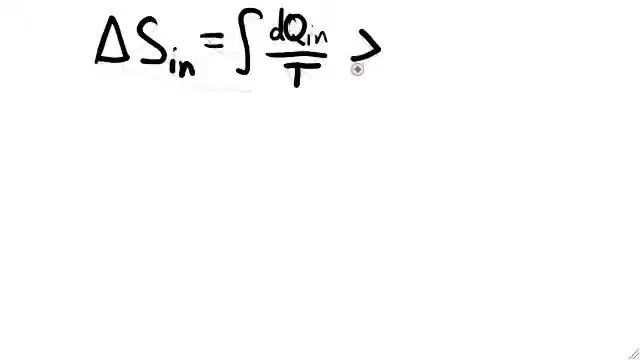 ΔS_in = ∫ dQ_in / T >